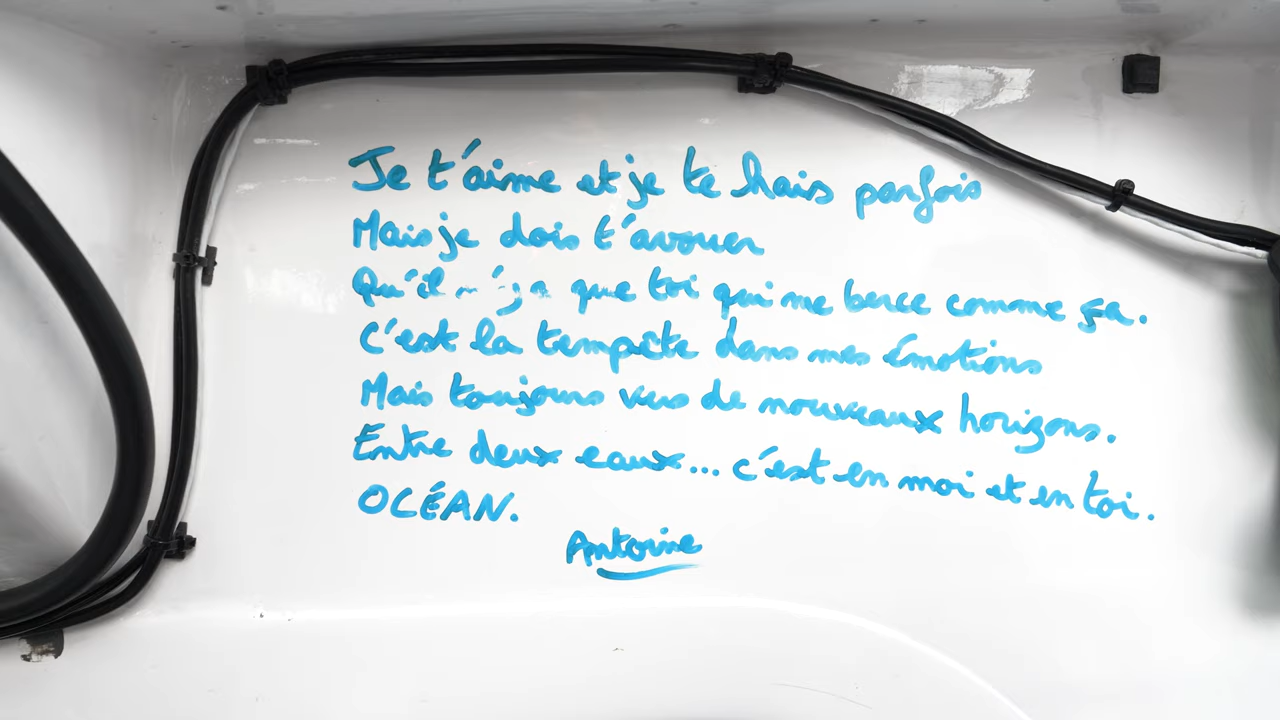 Je t'aime et je te hais parfois
Mais je dois t'avouer
Qu'il n'y a que toi qui me berce comme ça.
C'est la tempête dans mes émotions
Mais toujours vers de nouveaux horizons.
Entre deux eaux... c'est en moi et en toi.
OCÉAN.
Antoine